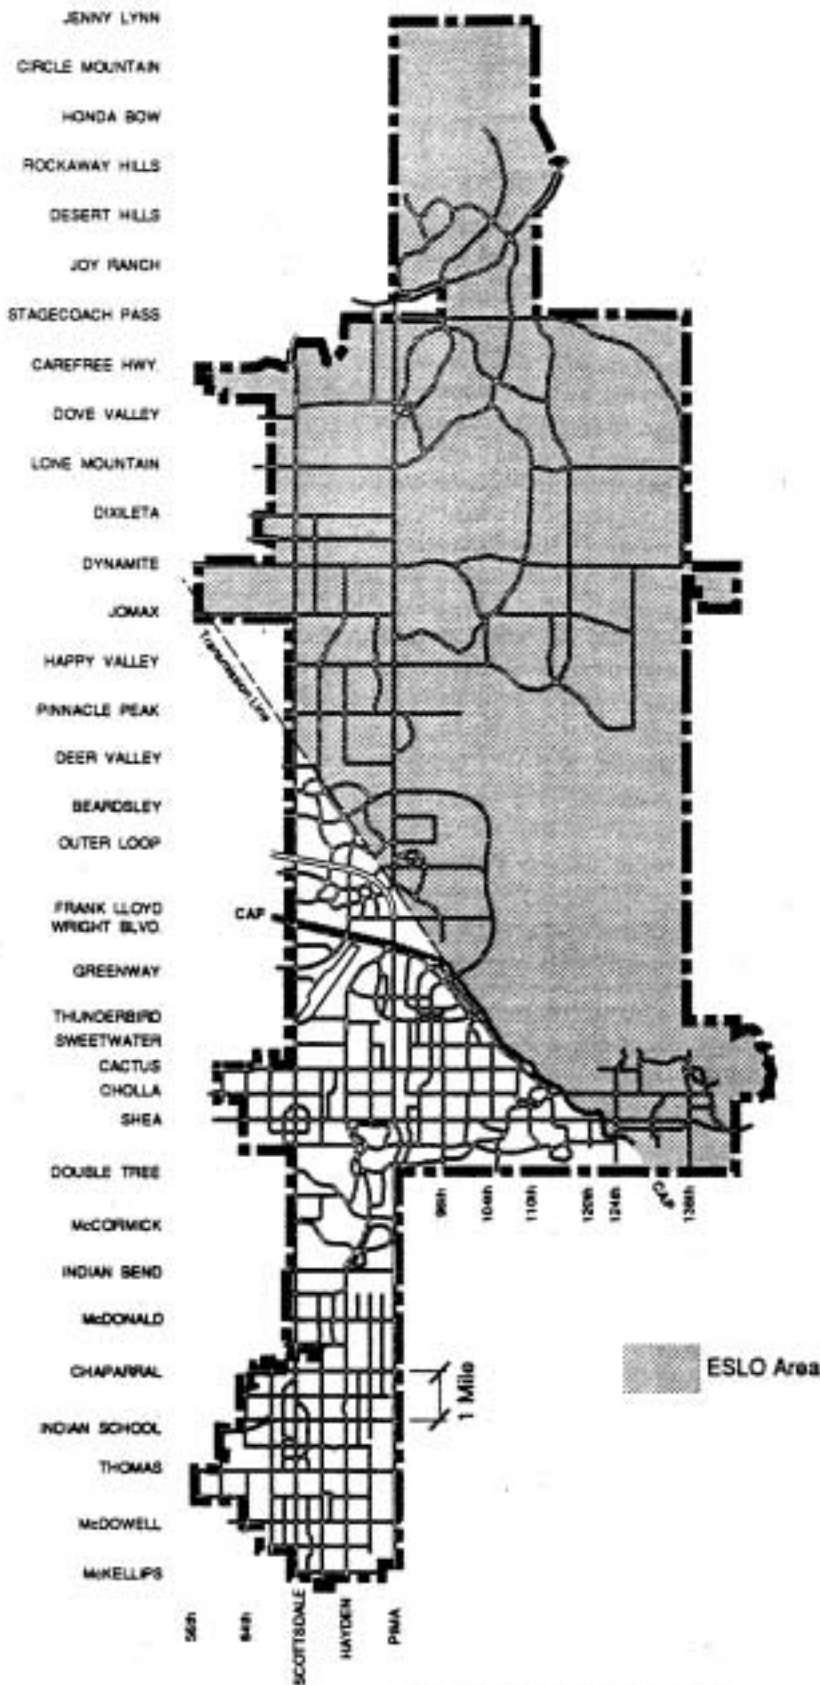 JENNY LYNN
CIRCLE MOUNTAIN
HONDA BOW
ROCKAWAY HILLS
DESERT HILLS
JOY RANCH
STAGECOACH PASS
CAREFREE HWY.
DOVE VALLEY
LONE MOUNTAIN
DIXILETA
DYNAMITE
JOMAX
Transmission Line
HAPPY VALLEY
PINNACLE PEAK
DEER VALLEY
BEARDSLEY
OUTER LOOP
FRANK LLOYD
WRIGHT BLVD.
CAP
GREENWAY
THUNDERBIRD
SWEETWATER
CACTUS
CHOLLA
SHEA
DOUBLE TREE
96th
104th
110th
120th
124th
CAP
136th
McCORMICK
INDIAN BEND
McDONALD
CHAPARRAL
1 Mile
ESLO Area
INDIAN SCHOOL
THOMAS
McDOWELL
McKELLIPS
56th
64th
SCOTTSDALE
HAYDEN
PIMA